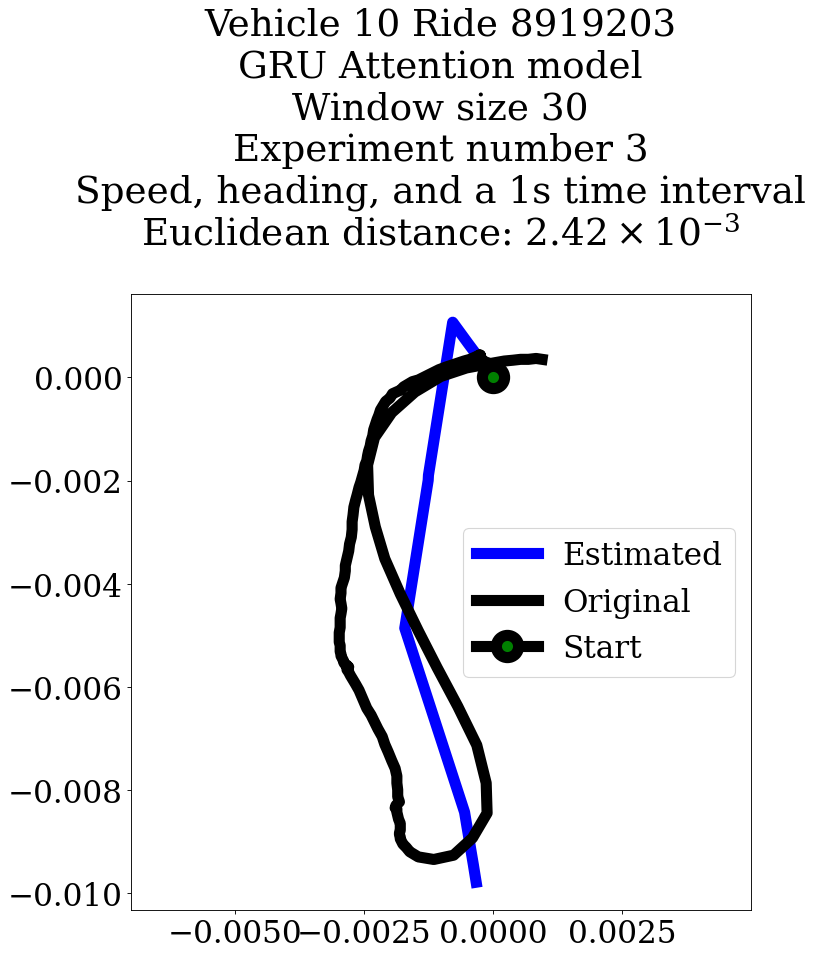 Vehicle 10 Ride 8919203
GRU Attention model
Window size 30
Experiment number 3
Speed, heading, and a 1s time interval
Euclidean distance: 2.42 × 10⁻³
0.000
−0.002
−0.004
−0.006
−0.008
−0.010
Estimated
Original
Start
−0.0050
−0.0025
0.0000
0.0025